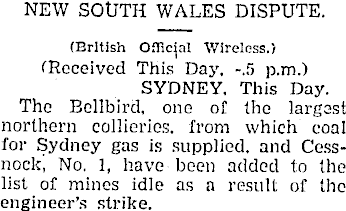 NEW SOUTH WALES DISPUTE.
(British Official Wireless.)
(Received This Day, -.5 p.m.)
SYDNEY, This Day.
The Bellbird, one of the largest
northern collieries, from which coal
for Sydney gas is supplied, and Cess-
nock, No. 1, have been added to the
list of mines idle as a result of the
engineer's strike.